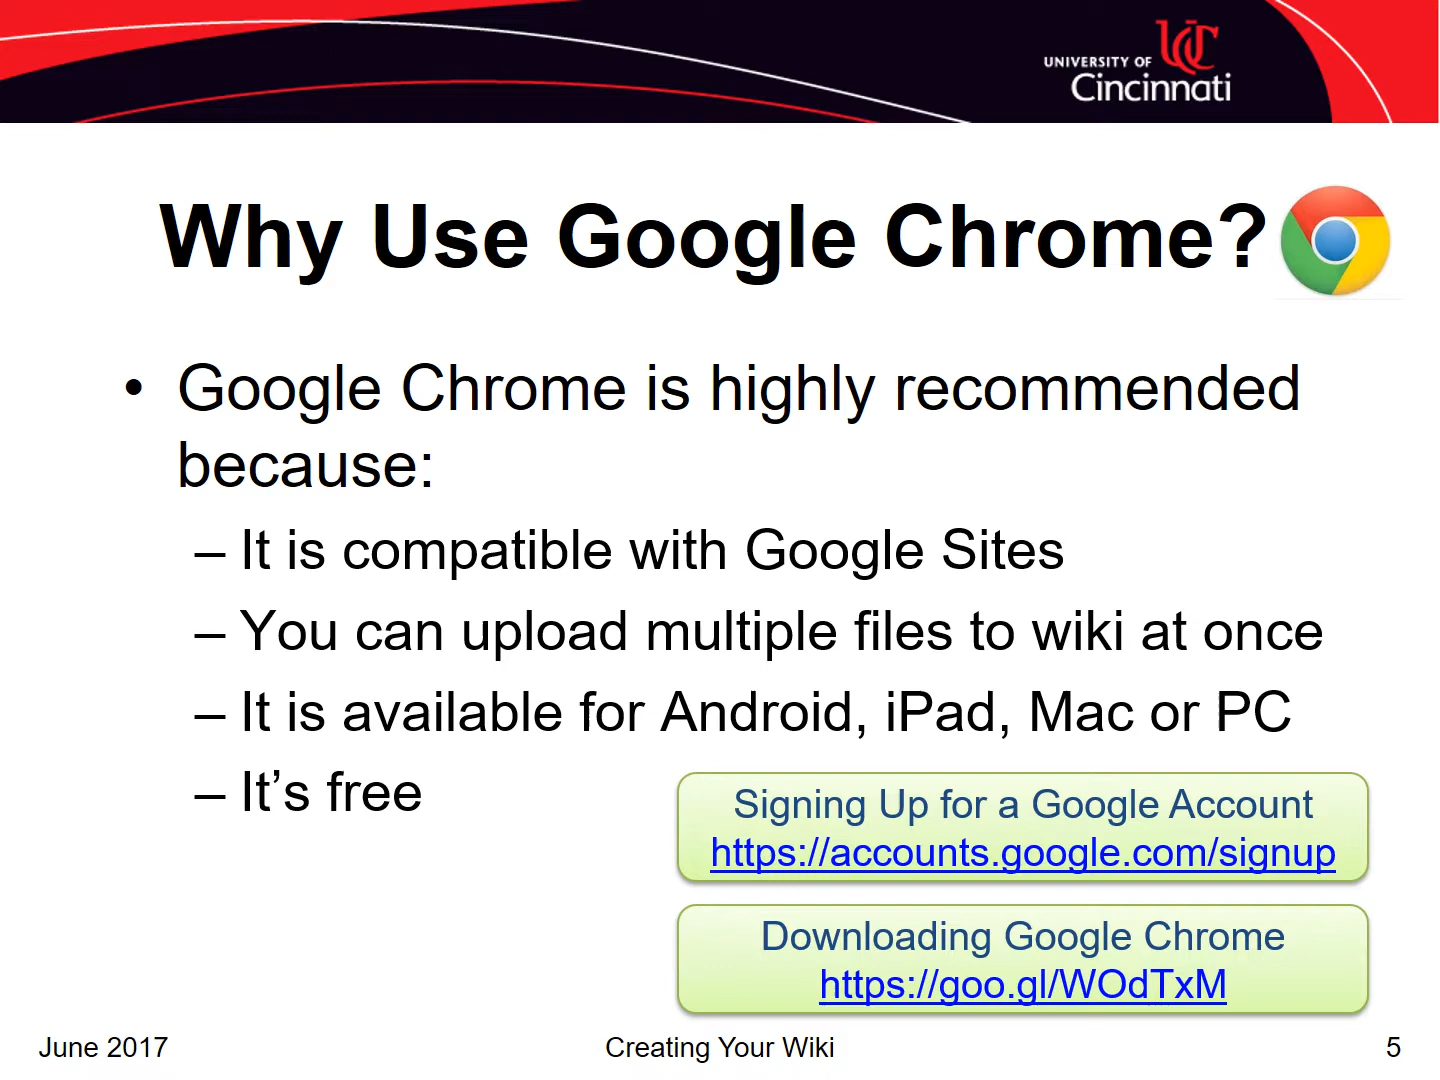 UNIVERSITY OF
Cincinnati
Why Use Google Chrome?
• Google Chrome is highly recommended
because:
– It is compatible with Google Sites
– You can upload multiple files to wiki at once
– It is available for Android, iPad, Mac or PC
– It’s free
Signing Up for a Google Account
https://accounts.google.com/signup
Downloading Google Chrome
https://goo.gl/WOdTxM
June 2017
Creating Your Wiki
5